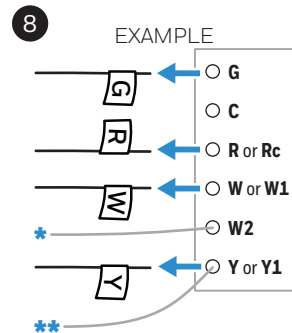 8
EXAMPLE
G G
C
R R or Rc
W W or W1
* W2
Y Y or Y1
**